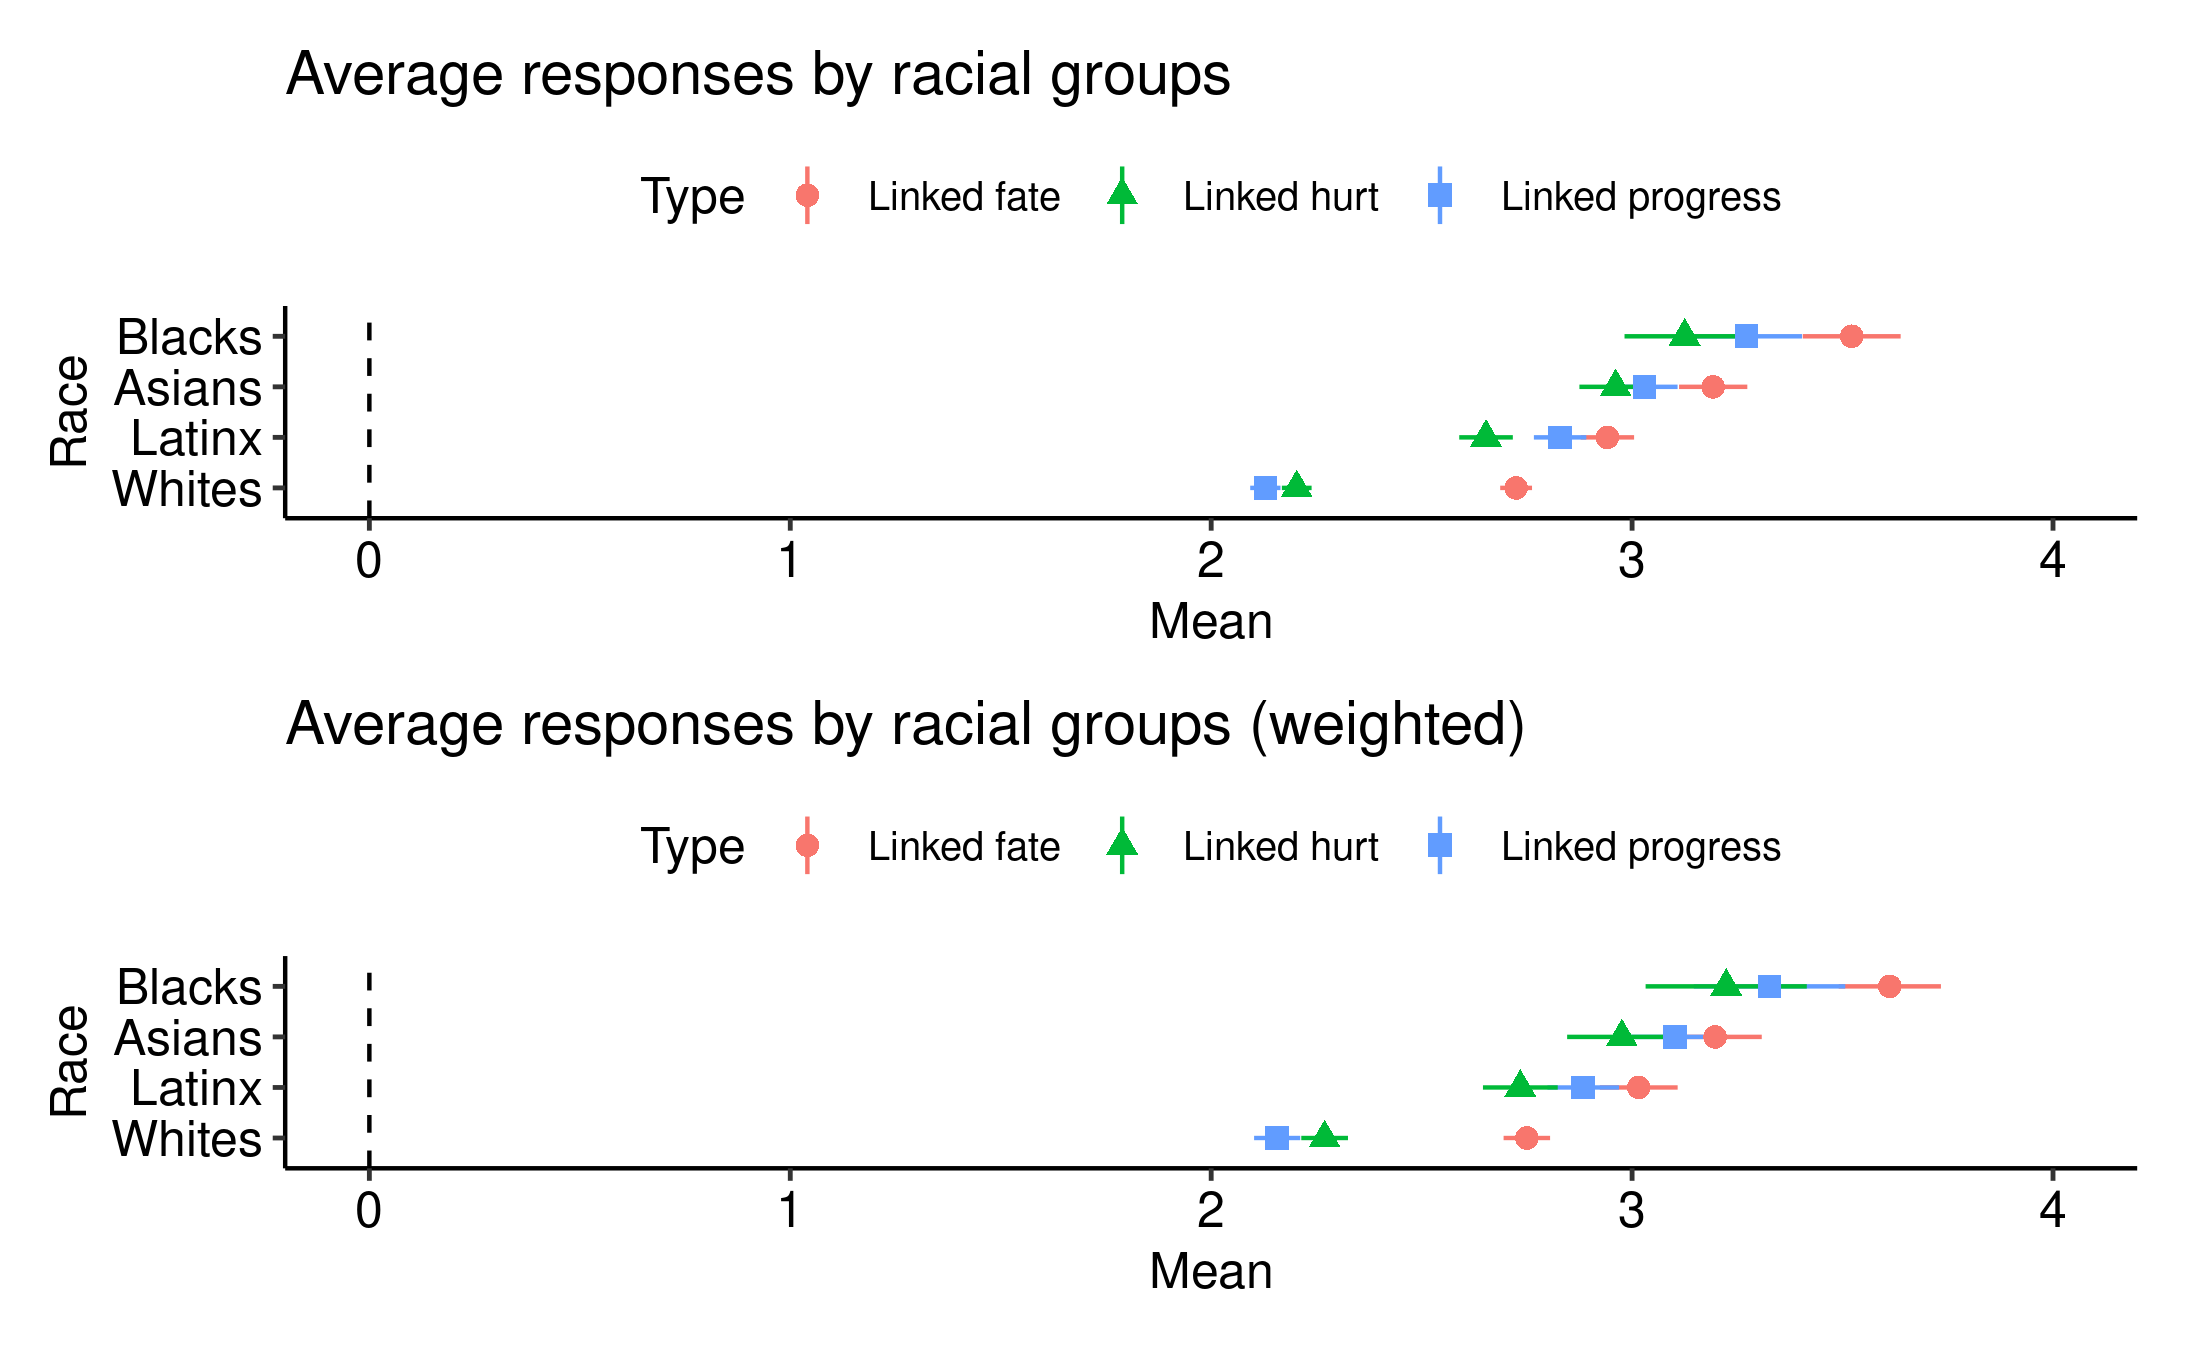 Average responses by racial groups
Type Linked fate Linked hurt Linked progress
Race
Blacks
Asians
Latinx
Whites
0 1 2 3 4
Mean
Average responses by racial groups (weighted)
Type Linked fate Linked hurt Linked progress
Race
Blacks
Asians
Latinx
Whites
0 1 2 3 4
Mean